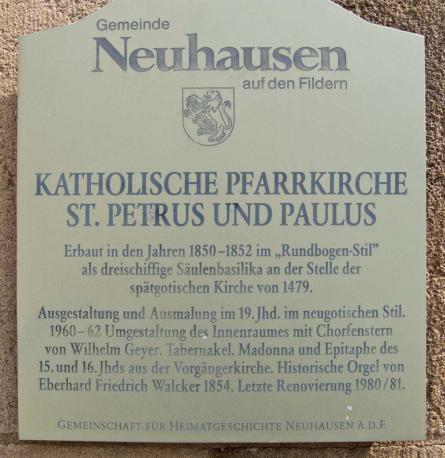 Gemeinde
Neuhausen
auf den Fildern
KATHOLISCHE PFARRKIRCHE
ST. PETRUS UND PAULUS
Erbaut in den Jahren 1850–1852 im „Rundbogen-Stil"
als dreischiffige Säulenbasilika an der Stelle der
spätgotischen Kirche von 1479.
Ausgestaltung und Ausmalung im 19. Jhd. im neugotischen Stil.
1960–62 Umgestaltung des Innenraumes mit Chorfenstern
von Wilhelm Geyer. Tabernakel. Madonna und Epitaphe des
15. und 16. Jhds aus der Vorgängerkirche. Historische Orgel von
Eberhard Friedrich Walcker 1854. Letzte Renovierung 1980/81.
GEMEINSCHAFT FÜR HEIMATGESCHICHTE NEUHAUSEN A.D.F.